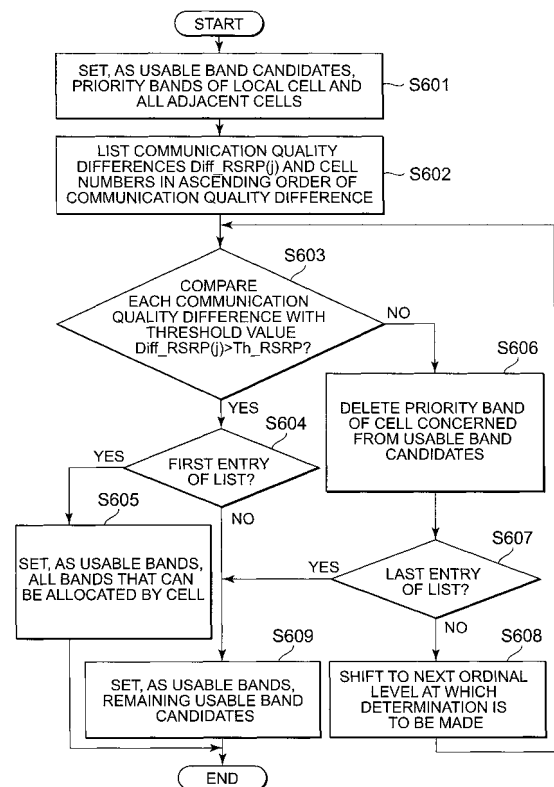 START
SET, AS USABLE BAND CANDIDATES,
PRIORITY BANDS OF LOCAL CELL AND
ALL ADJACENT CELLS
S601
LIST COMMUNICATION QUALITY
DIFFERENCES Diff_RSRP(j) AND CELL
NUMBERS IN ASCENDING ORDER OF
COMMUNICATION QUALITY DIFFERENCE
S602
S603
COMPARE
EACH COMMUNICATION
QUALITY DIFFERENCE WITH
THRESHOLD VALUE
Diff_RSRP(j)>Th_RSRP?
NO
YES
S606
DELETE PRIORITY BAND
OF CELL CONCERNED
FROM USABLE BAND
CANDIDATES
S604
FIRST ENTRY
OF LIST?
YES
NO
S605
SET, AS USABLE BANDS,
ALL BANDS THAT CAN
BE ALLOCATED BY CELL
S607
LAST ENTRY
OF LIST?
YES
NO
S609
SET, AS USABLE BANDS,
REMAINING USABLE BAND
CANDIDATES
S608
SHIFT TO NEXT ORDINAL
LEVEL AT WHICH
DETERMINATION IS
TO BE MADE
END